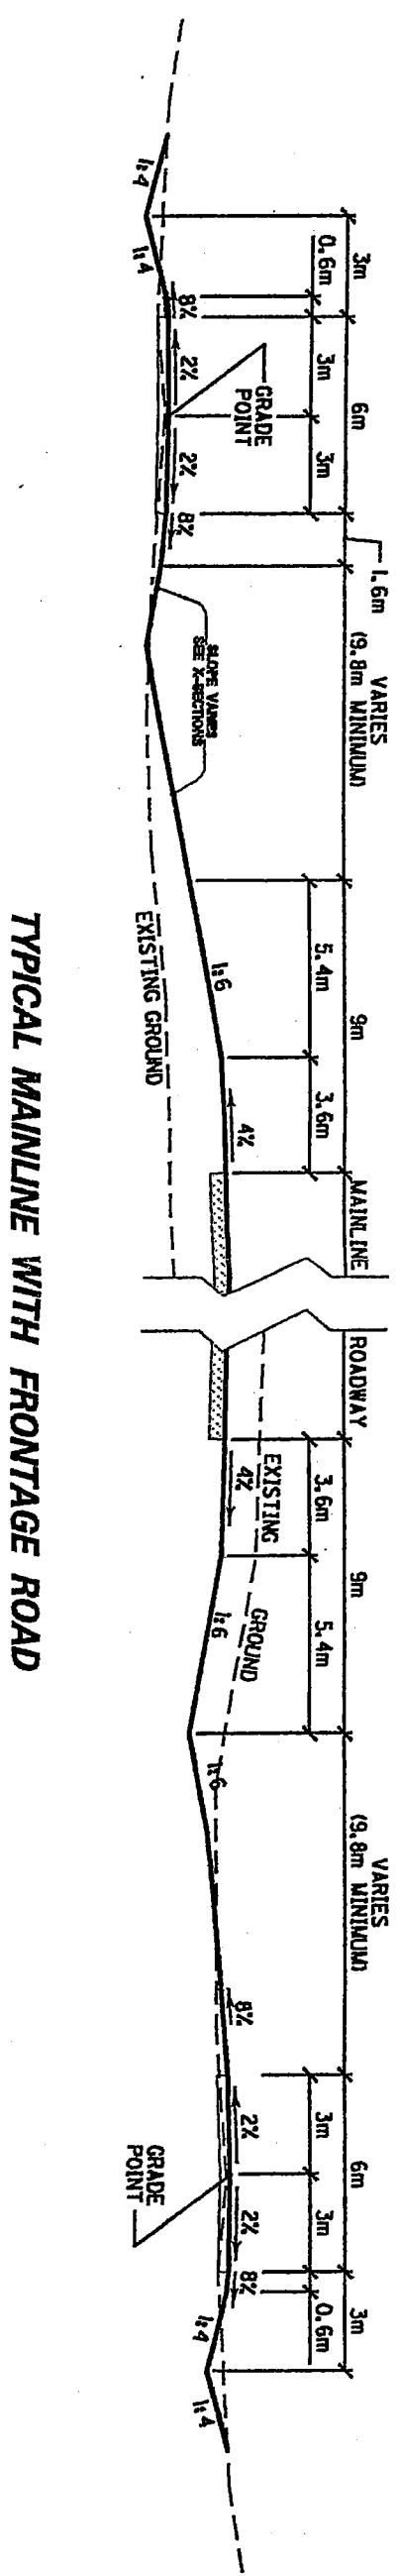 3m
6m
1.6m
VARIES
(9.8m MINIMUM)
9m
MAINLINE
ROADWAY
9m
VARIES
(9.8m MINIMUM)
6m
3m
0.6m
3m
3m
5.4m
3.6m
3.6m
5.4m
3m
3m
0.6m
1:4
1:4
8%
2%
GRADE
POINT
2%
8%
SLOPE VARIES
SEE X-SECTIONS
EXISTING GROUND
1:6
4%
EXISTING
GROUND
4%
1:6
1:6
8%
2%
2%
8%
GRADE
POINT
1:4
1:4
TYPICAL MAINLINE WITH FRONTAGE ROAD